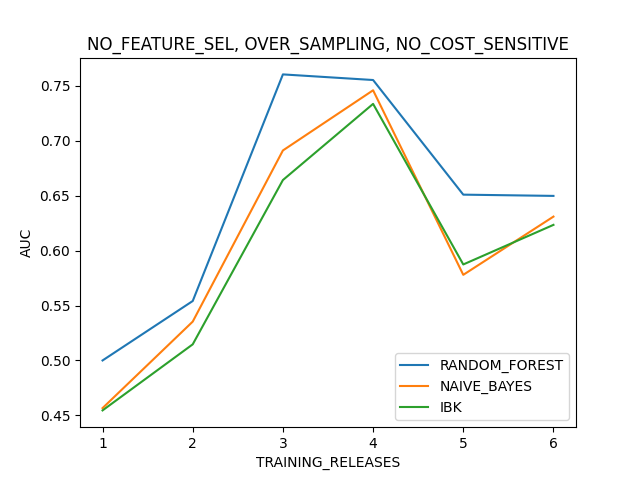 NO_FEATURE_SEL, OVER_SAMPLING, NO_COST_SENSITIVE
0.75
0.70
0.65
0.60
0.55
0.50
0.45
AUC
RANDOM_FOREST
NAIVE_BAYES
IBK
1 2 3 4 5 6
TRAINING_RELEASES